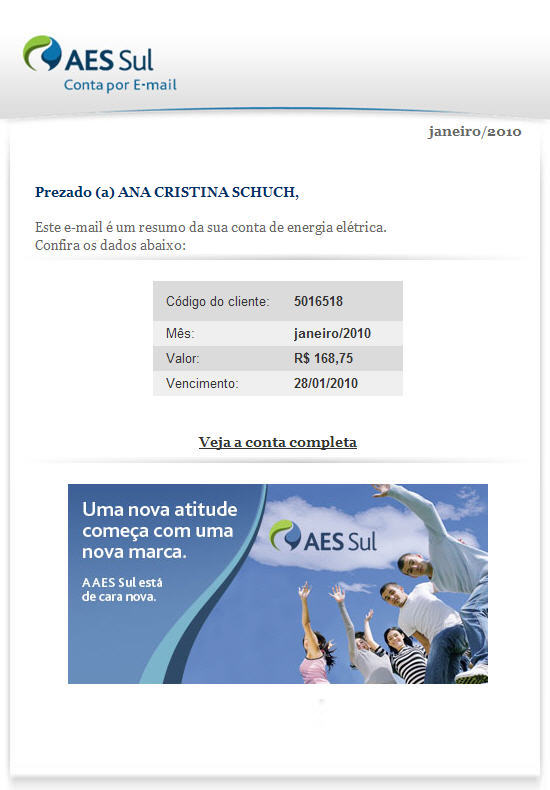 AES Sul
Conta por E-mail
janeiro/2010
Prezado (a) ANA CRISTINA SCHUCH,
Este e-mail é um resumo da sua conta de energia elétrica.
Confira os dados abaixo:
Código do cliente: 5016518
Mês: janeiro/2010
Valor: R$ 168,75
Vencimento: 28/01/2010
Veja a conta completa
Uma nova atitude
começa com uma
nova marca.
AES Sul
A AES Sul está
de cara nova.